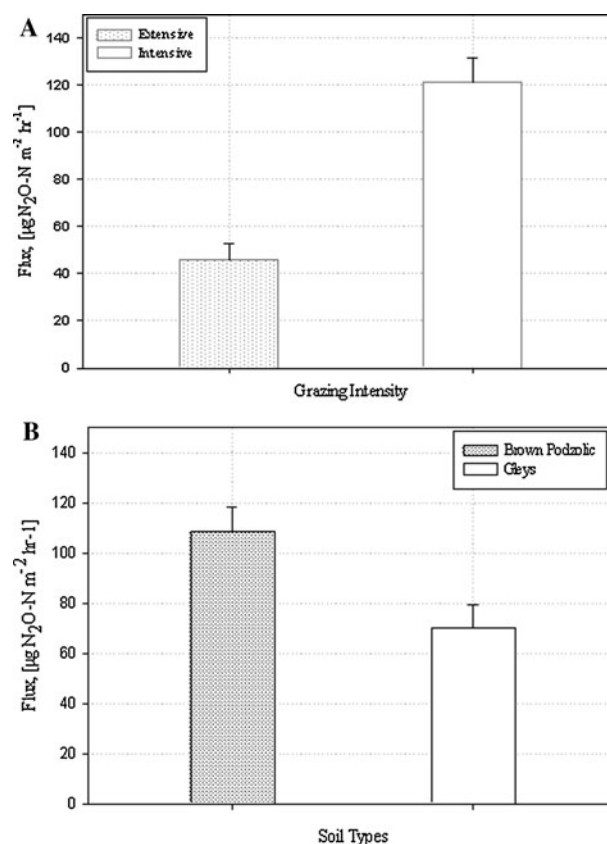 A
Extensive
Intensive
Flux, [µg N₂O-N m⁻² hr⁻¹]
140
120
100
80
60
40
20
0
Grazing Intensity
B
Brown Podzolic
Gleys
Flux, [µg N₂O-N m⁻² hr-1]
140
120
100
80
60
40
20
0
Soil Types